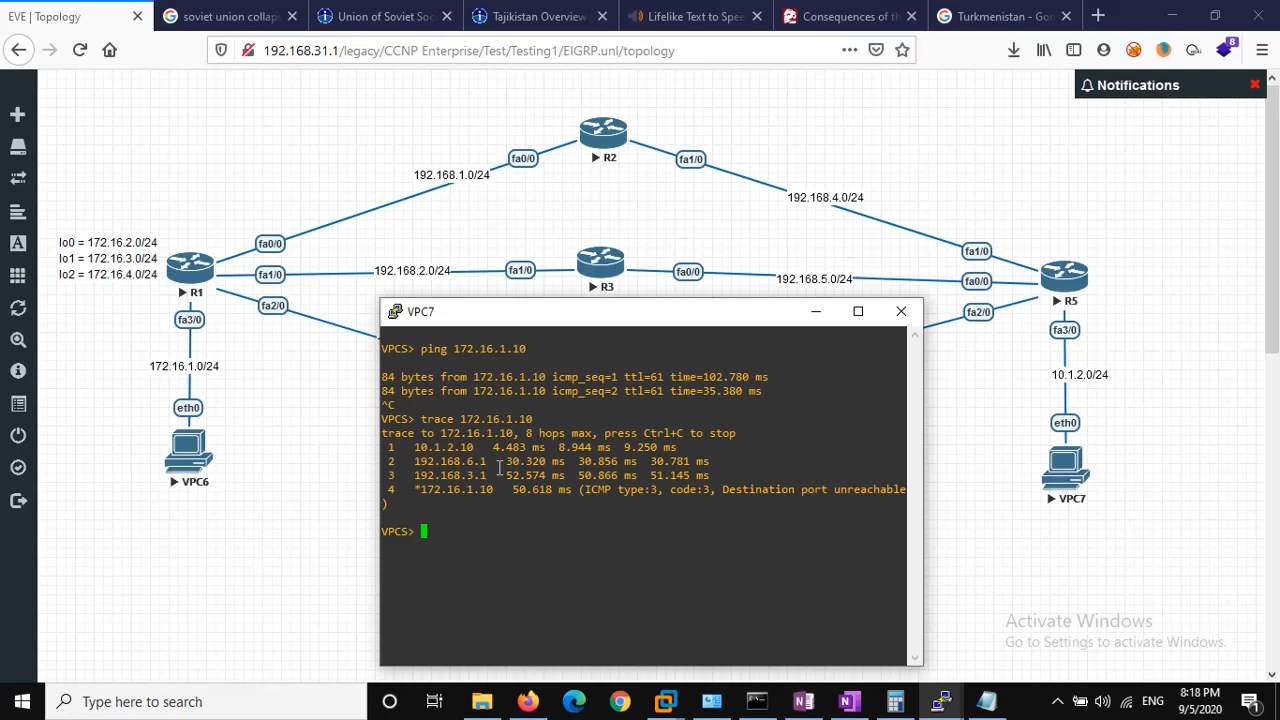 EVE | Topology
soviet union collaps
Union of Soviet Soc
Tajikistan Overview
Lifelike Text to Spee
Consequences of the
Turkmenistan - Goo
192.168.31.1/legacy/CCNP Enterprise/Test/Testing1/EIGRP.unl/topology
8
Notifications
R2
fa0/0
fa1/0
192.168.1.0/24
192.168.4.0/24
lo0 = 172.16.2.0/24
lo1 = 172.16.3.0/24
lo2 = 172.16.4.0/24
fa0/0
fa1/0
fa1/0
192.168.2.0/24
fa1/0
fa0/0
192.168.5.0/24
fa0/0
R1
R3
R5
fa2/0
fa2/0
fa3/0
fa3/0
172.16.1.0/24
10.1.2.0/24
eth0
eth0
VPC6
VPC7
VPC7
VPCS> ping 172.16.1.10
84 bytes from 172.16.1.10 icmp_seq=1 ttl=61 time=102.780 ms
84 bytes from 172.16.1.10 icmp_seq=2 ttl=61 time=35.380 ms
^C
VPCS> trace 172.16.1.10
trace to 172.16.1.10, 8 hops max, press Ctrl+C to stop
1 10.1.2.10 4.483 ms 8.944 ms 9.250 ms
2 192.168.6.1 30.320 ms 30.856 ms 30.781 ms
3 192.168.3.1 52.574 ms 50.866 ms 51.145 ms
4 *172.16.1.10 50.618 ms (ICMP type:3, code:3, Destination port unreachable
)
VPCS>
Activate Windows
Go to Settings to activate Windows.
Type here to search
ENG
8:18 PM
9/5/2020
1